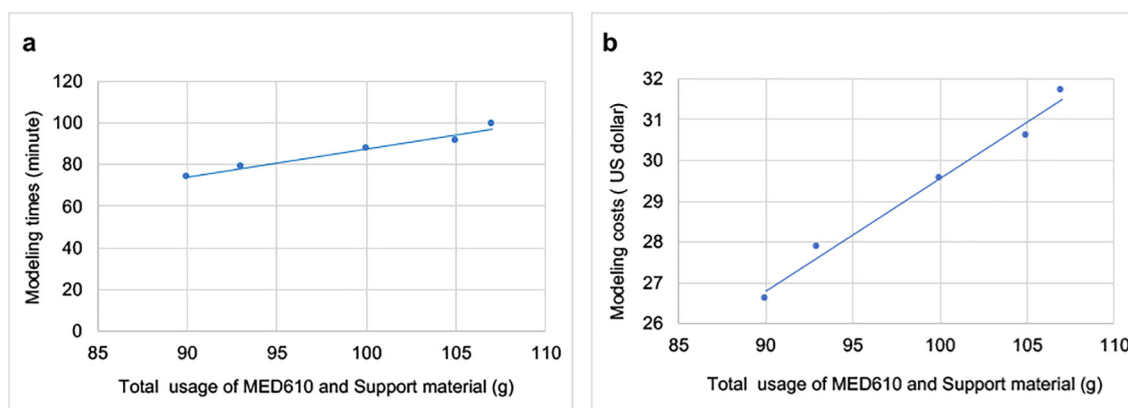 a
120
100
80
60
40
20
0
Modeling times (minute)
85 90 95 100 105 110
Total usage of MED610 and Support material (g)
b
32
31
30
29
28
27
26
Modeling costs ( US dollar)
85 90 95 100 105 110
Total usage of MED610 and Support material (g)